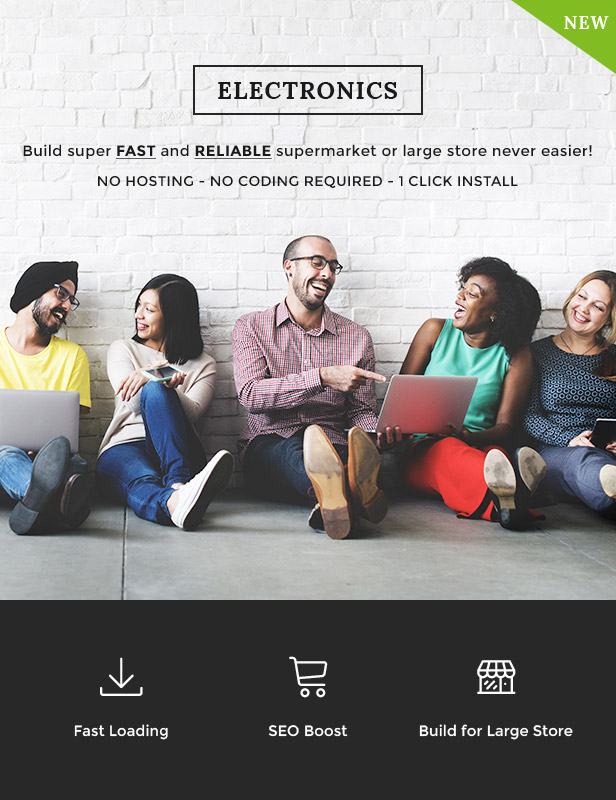 NEW
ELECTRONICS
Build super FAST and RELIABLE supermarket or large store never easier!
NO HOSTING - NO CODING REQUIRED - 1 CLICK INSTALL
Fast Loading
SEO Boost
Build for Large Store